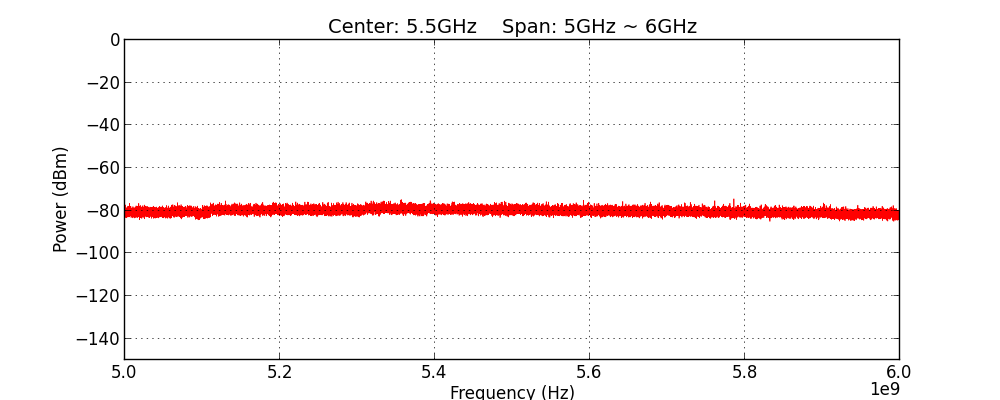 Center: 5.5GHz    Span: 5GHz ~ 6GHz
0
−20
−40
−60
−80
−100
−120
−140
Power (dBm)
5.0 5.2 5.4 5.6 5.8 6.0
1e9
Frequency (Hz)